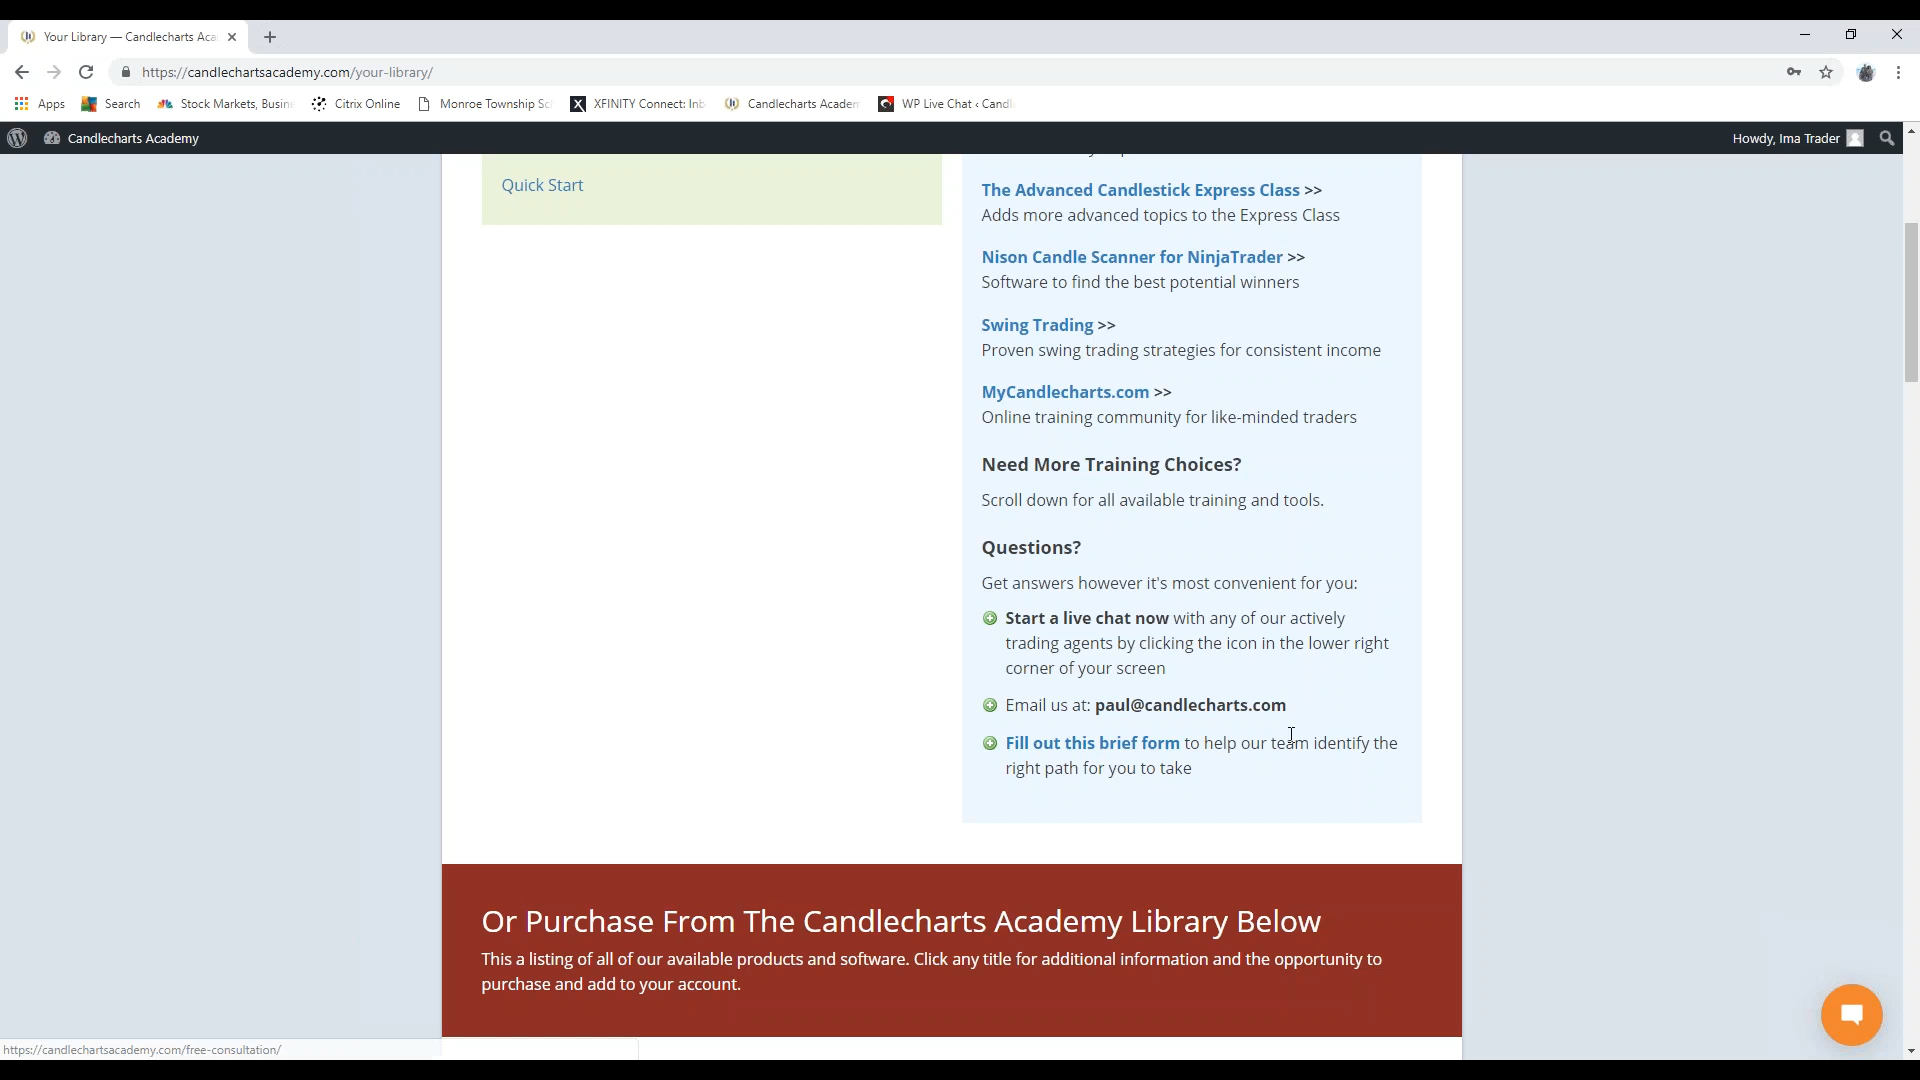 Your Library — Candlecharts Aca
https://candlechartsacademy.com/your-library/
Apps
Search
Stock Markets, Busin
Citrix Online
Monroe Township Sc
XFINITY Connect: Inb
Candlecharts Academ
WP Live Chat ‹ Candl
Candlecharts Academy
Howdy, Ima Trader
Quick Start
The Advanced Candlestick Express Class >>
Adds more advanced topics to the Express Class
Nison Candle Scanner for NinjaTrader >>
Software to find the best potential winners
Swing Trading >>
Proven swing trading strategies for consistent income
MyCandlecharts.com >>
Online training community for like-minded traders
Need More Training Choices?
Scroll down for all available training and tools.
Questions?
Get answers however it's most convenient for you:
Start a live chat now with any of our actively
trading agents by clicking the icon in the lower right
corner of your screen
Email us at: paul@candlecharts.com
Fill out this brief form to help our team identify the
right path for you to take
Or Purchase From The Candlecharts Academy Library Below
This a listing of all of our available products and software. Click any title for additional information and the opportunity to
purchase and add to your account.
https://candlechartsacademy.com/free-consultation/